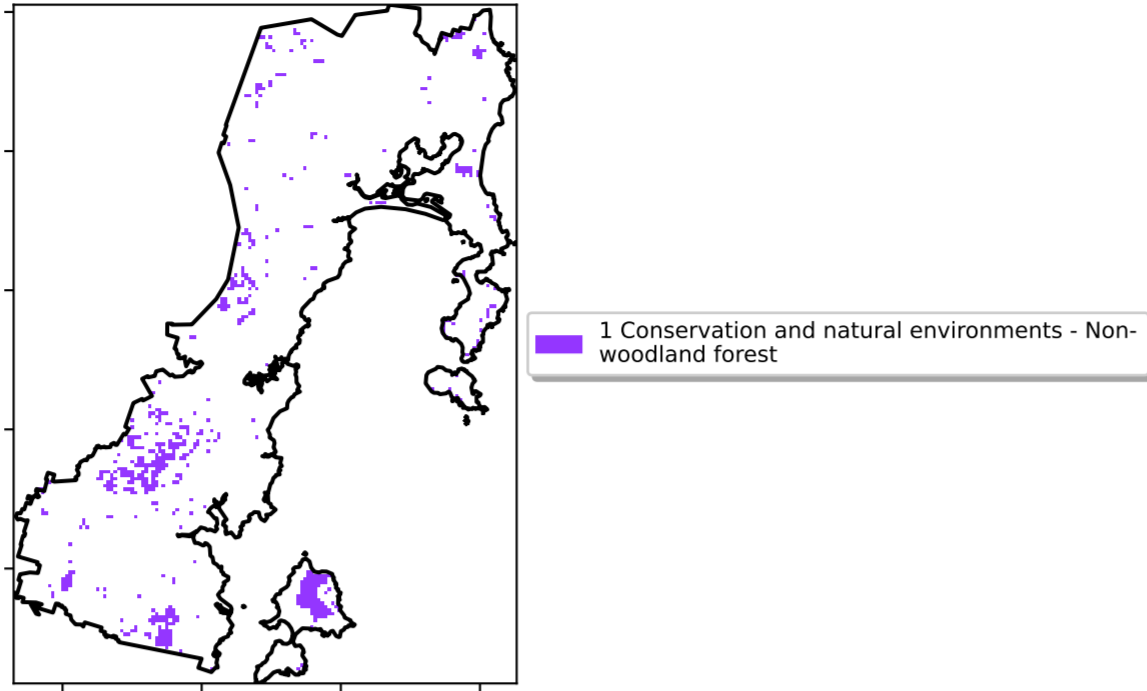 1 Conservation and natural environments - Non-
woodland forest